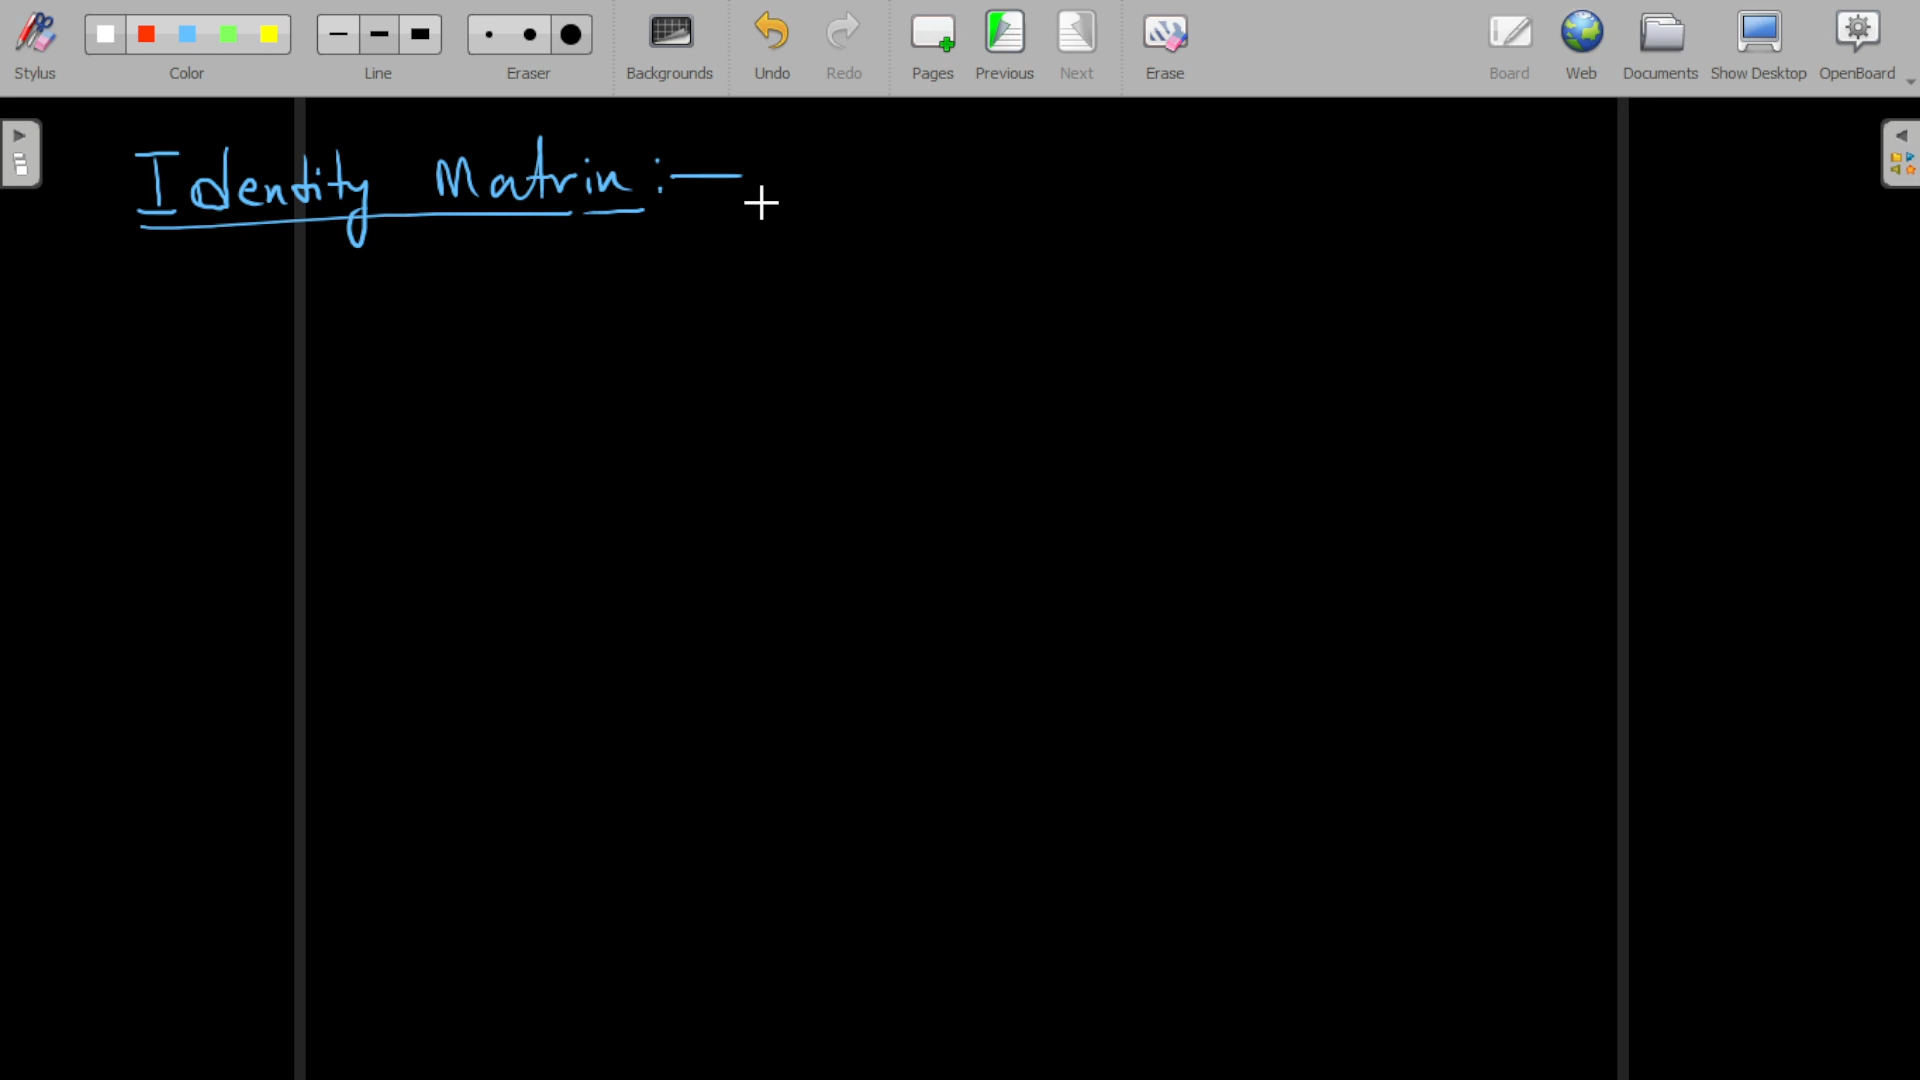 Stylus Color Line Eraser Backgrounds Undo Redo Pages Previous Next Erase Board Web Documents Show Desktop OpenBoard
Identity Matrix :—